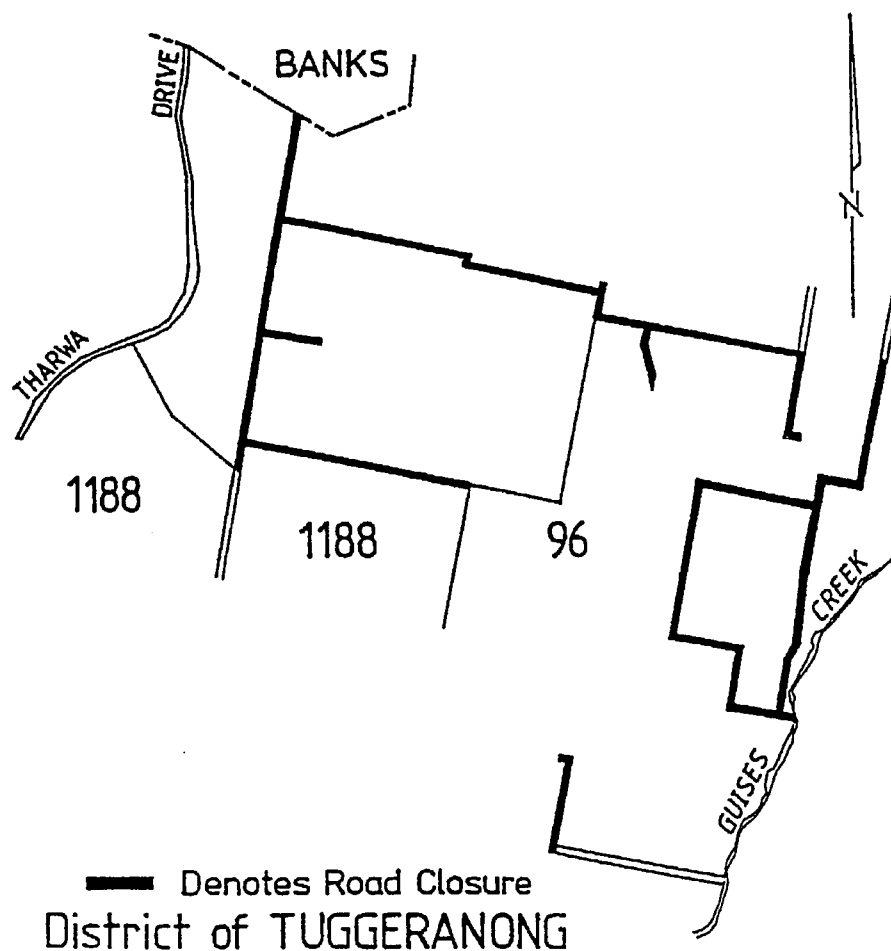 BANKS
DRIVE
N
THARWA
1188
1188
96
CREEK
GUISES
Denotes Road Closure
District of TUGGERANONG